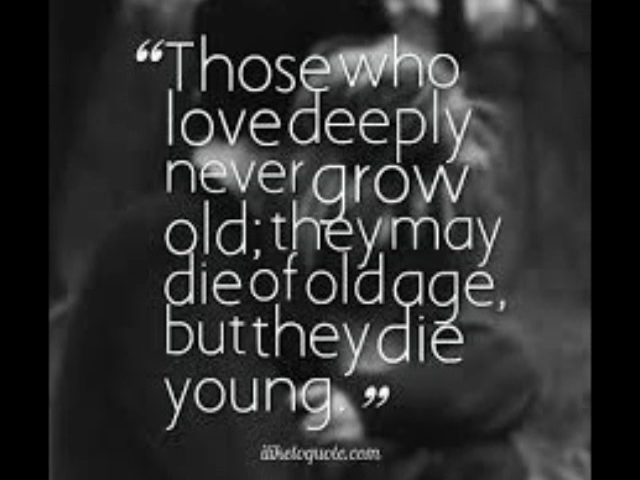 “Those who
love deeply
never grow
old; they may
die of old age,
but they die
young.”
iliketoquote.com